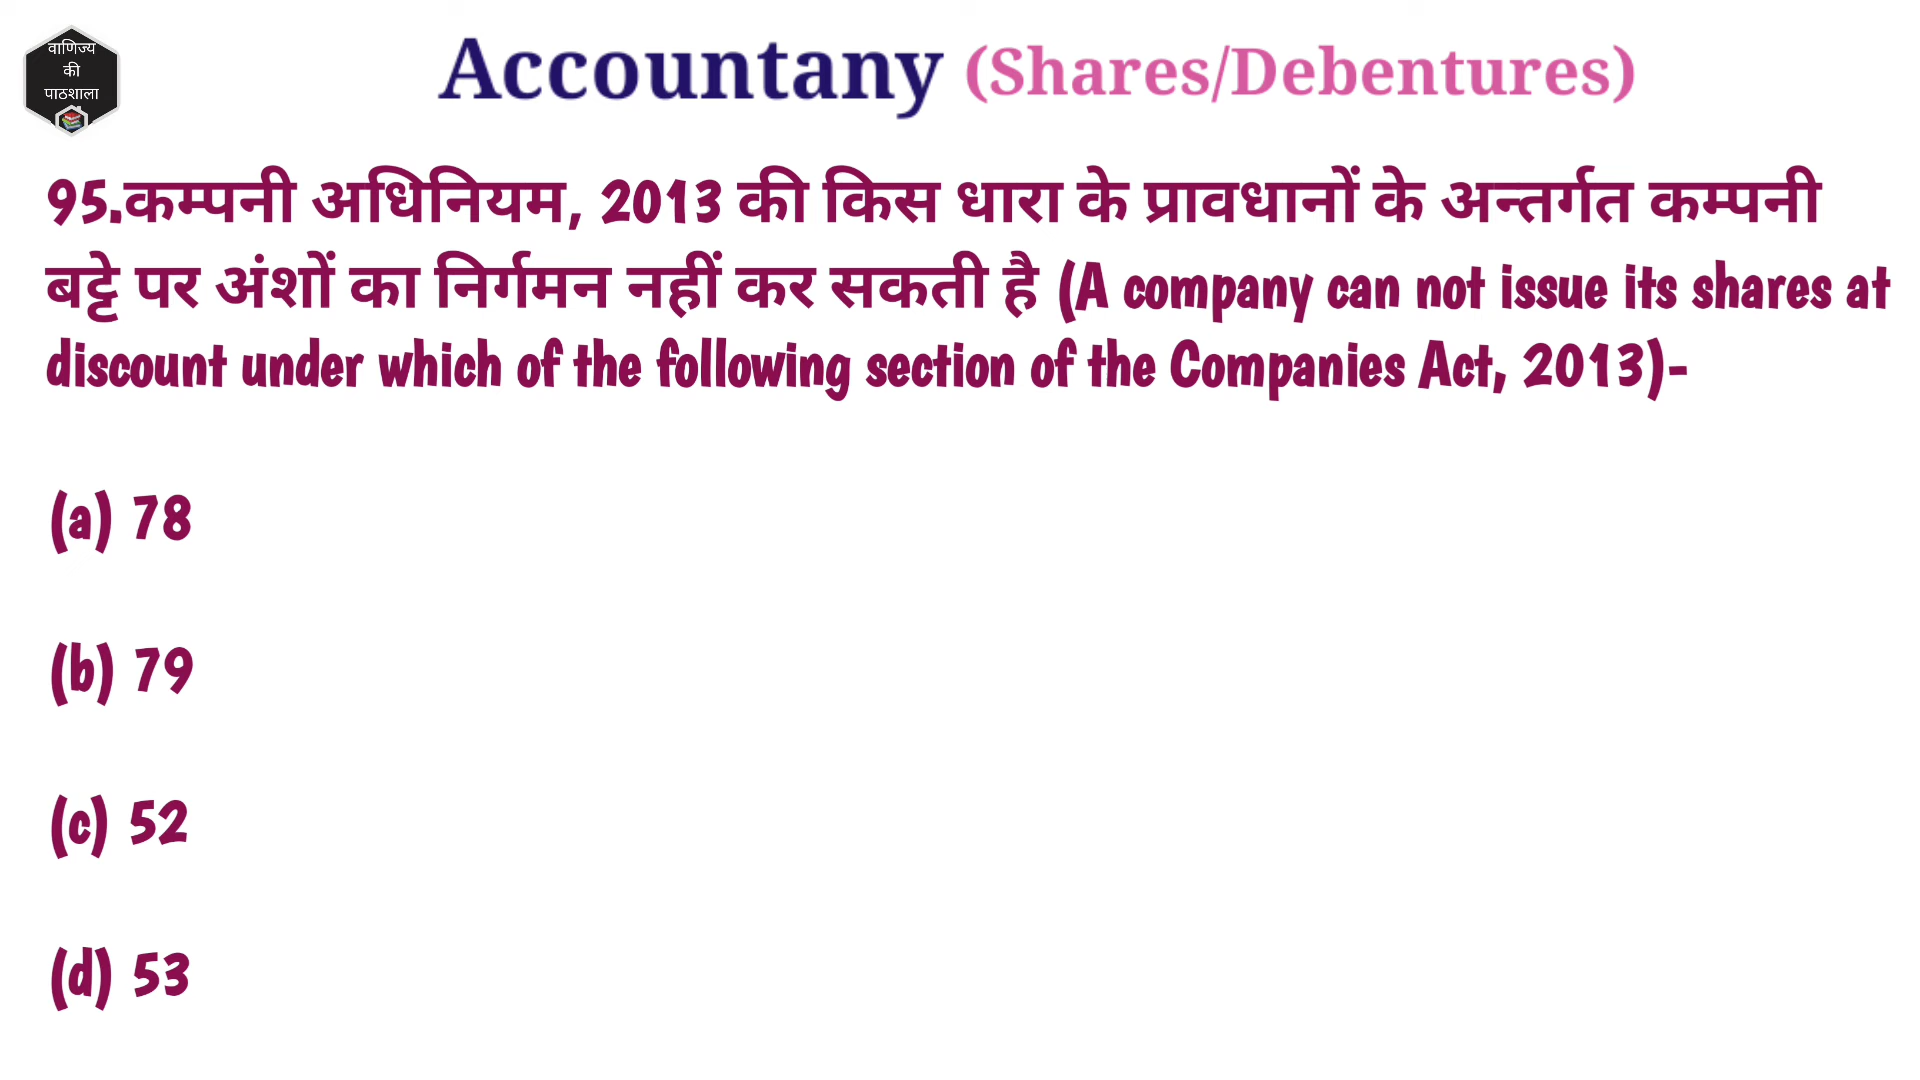 वाणिज्य
की
पाठशाला
Accountany (Shares/Debentures)
95.कम्पनी अधिनियम, 2013 की किस धारा के प्रावधानों के अन्तर्गत कम्पनी
बट्टे पर अंशों का निर्गमन नहीं कर सकती है (A company can not issue its shares at
discount under which of the following section of the Companies Act, 2013)-
(a) 78
(b) 79
(c) 52
(d) 53